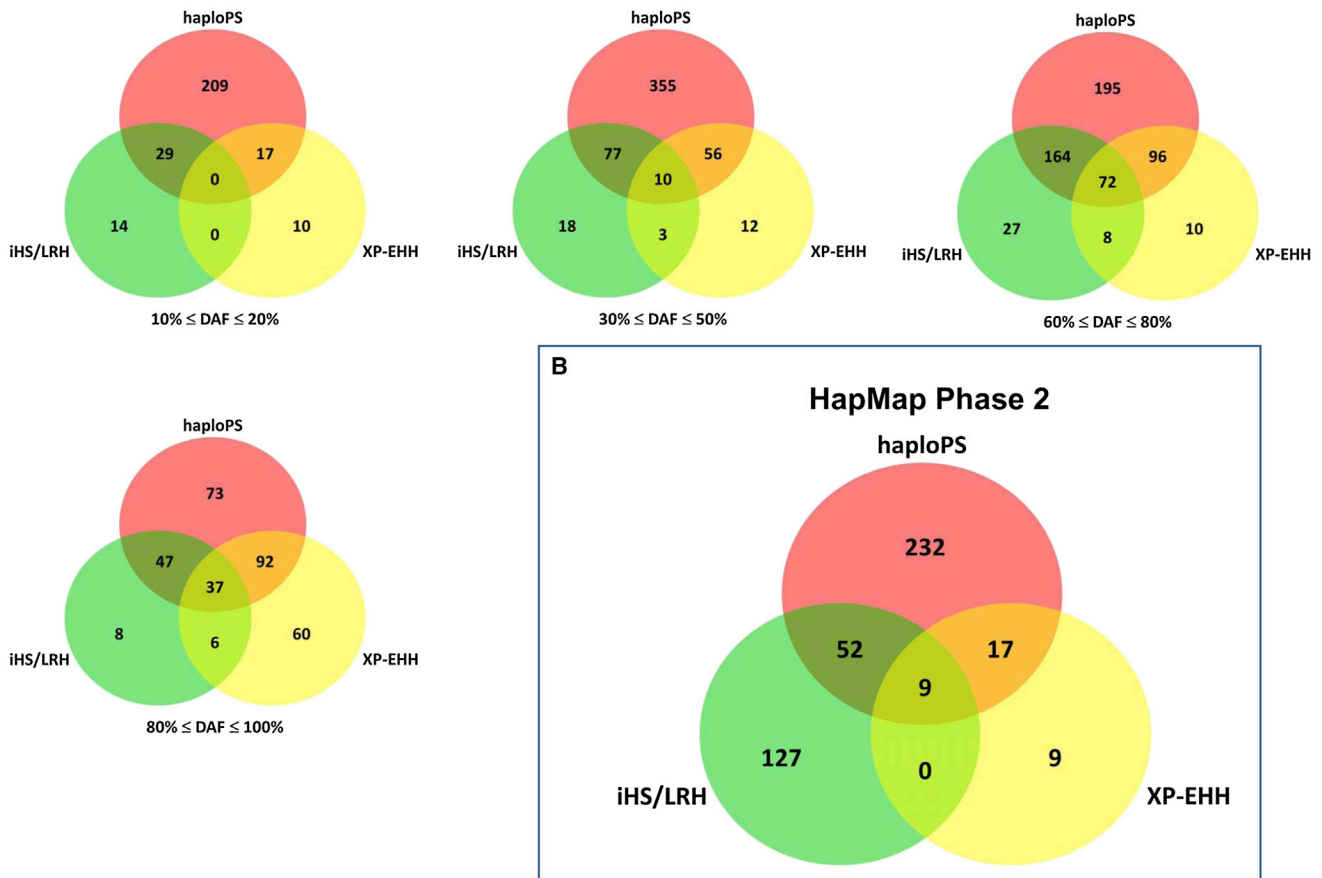 haploPS
209
29
17
0
14
0
10
iHS/LRH
XP-EHH
10% ≤ DAF ≤ 20%
haploPS
355
77
56
10
18
3
12
iHS/LRH
XP-EHH
30% ≤ DAF ≤ 50%
haploPS
195
164
96
72
27
8
10
iHS/LRH
XP-EHH
60% ≤ DAF ≤ 80%
haploPS
73
47
92
37
8
6
60
iHS/LRH
XP-EHH
80% ≤ DAF ≤ 100%
B
HapMap Phase 2
haploPS
232
52
17
9
127
0
9
iHS/LRH
XP-EHH